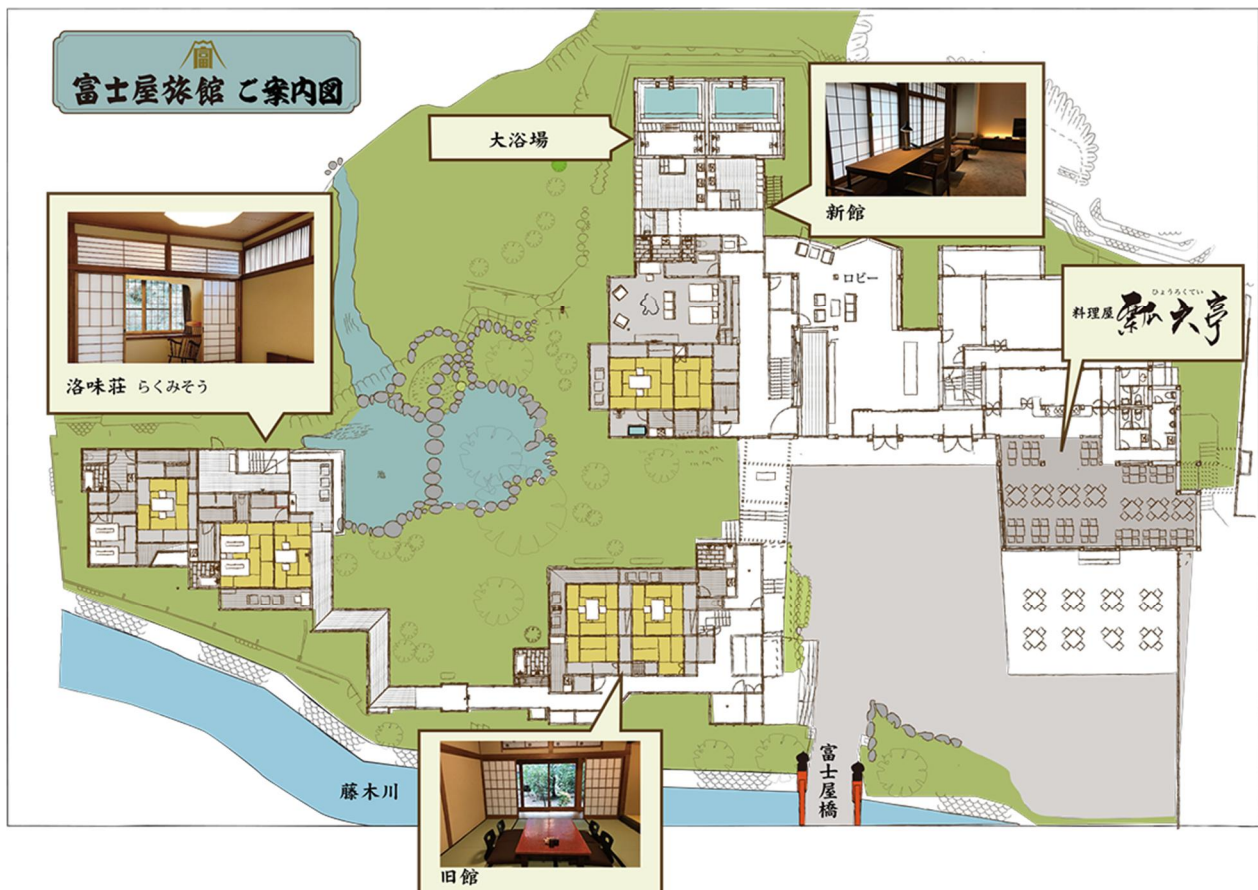 富士屋旅館 ご案内図
大浴場
新館
ロビー
ひょうろくてい
料理屋 瓢六亭
洛味荘 らくみそう
池
旧館
藤木川
富士屋橋